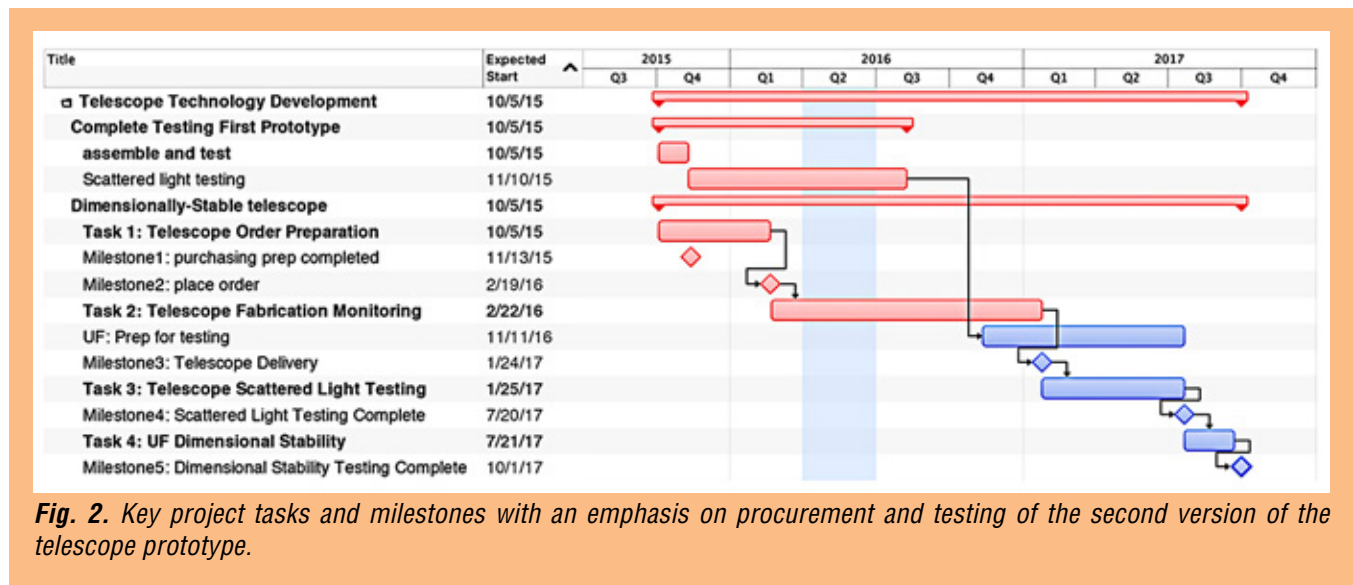 Title Expected Start 2015 2016 2017
Q3 Q4 Q1 Q2 Q3 Q4 Q1 Q2 Q3 Q4
Telescope Technology Development 10/5/15
Complete Testing First Prototype 10/5/15
assemble and test 10/5/15
Scattered light testing 11/10/15
Dimensionally-Stable telescope 10/5/15
Task 1: Telescope Order Preparation 10/5/15
Milestone1: purchasing prep completed 11/13/15
Milestone2: place order 2/19/16
Task 2: Telescope Fabrication Monitoring 2/22/16
UF: Prep for testing 11/11/16
Milestone3: Telescope Delivery 1/24/17
Task 3: Telescope Scattered Light Testing 1/25/17
Milestone4: Scattered Light Testing Complete 7/20/17
Task 4: UF Dimensional Stability 7/21/17
Milestone5: Dimensional Stability Testing Complete 10/1/17
Fig. 2. Key project tasks and milestones with an emphasis on procurement and testing of the second version of the
telescope prototype.